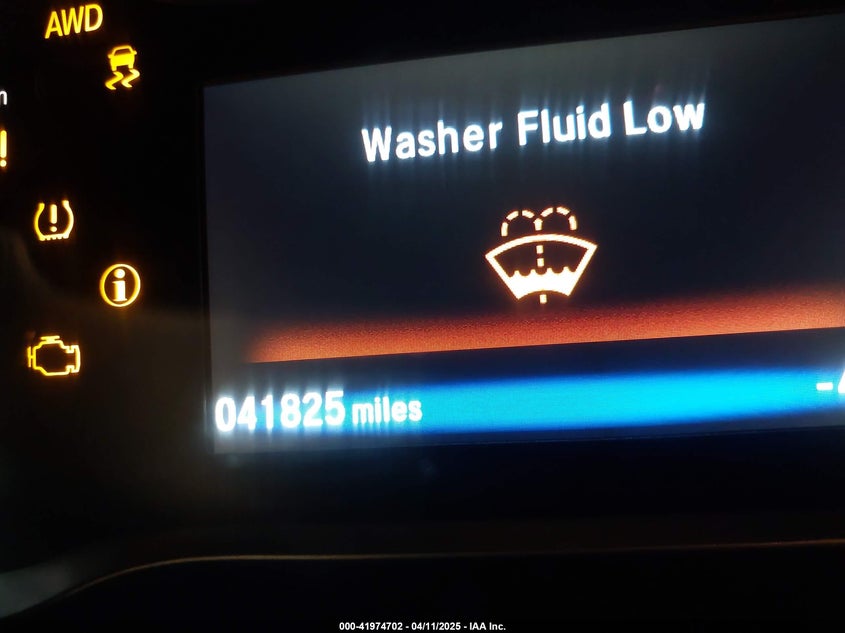 AWD
Washer Fluid Low
041825 miles
000-41974702 - 04/11/2025 - IAA Inc.